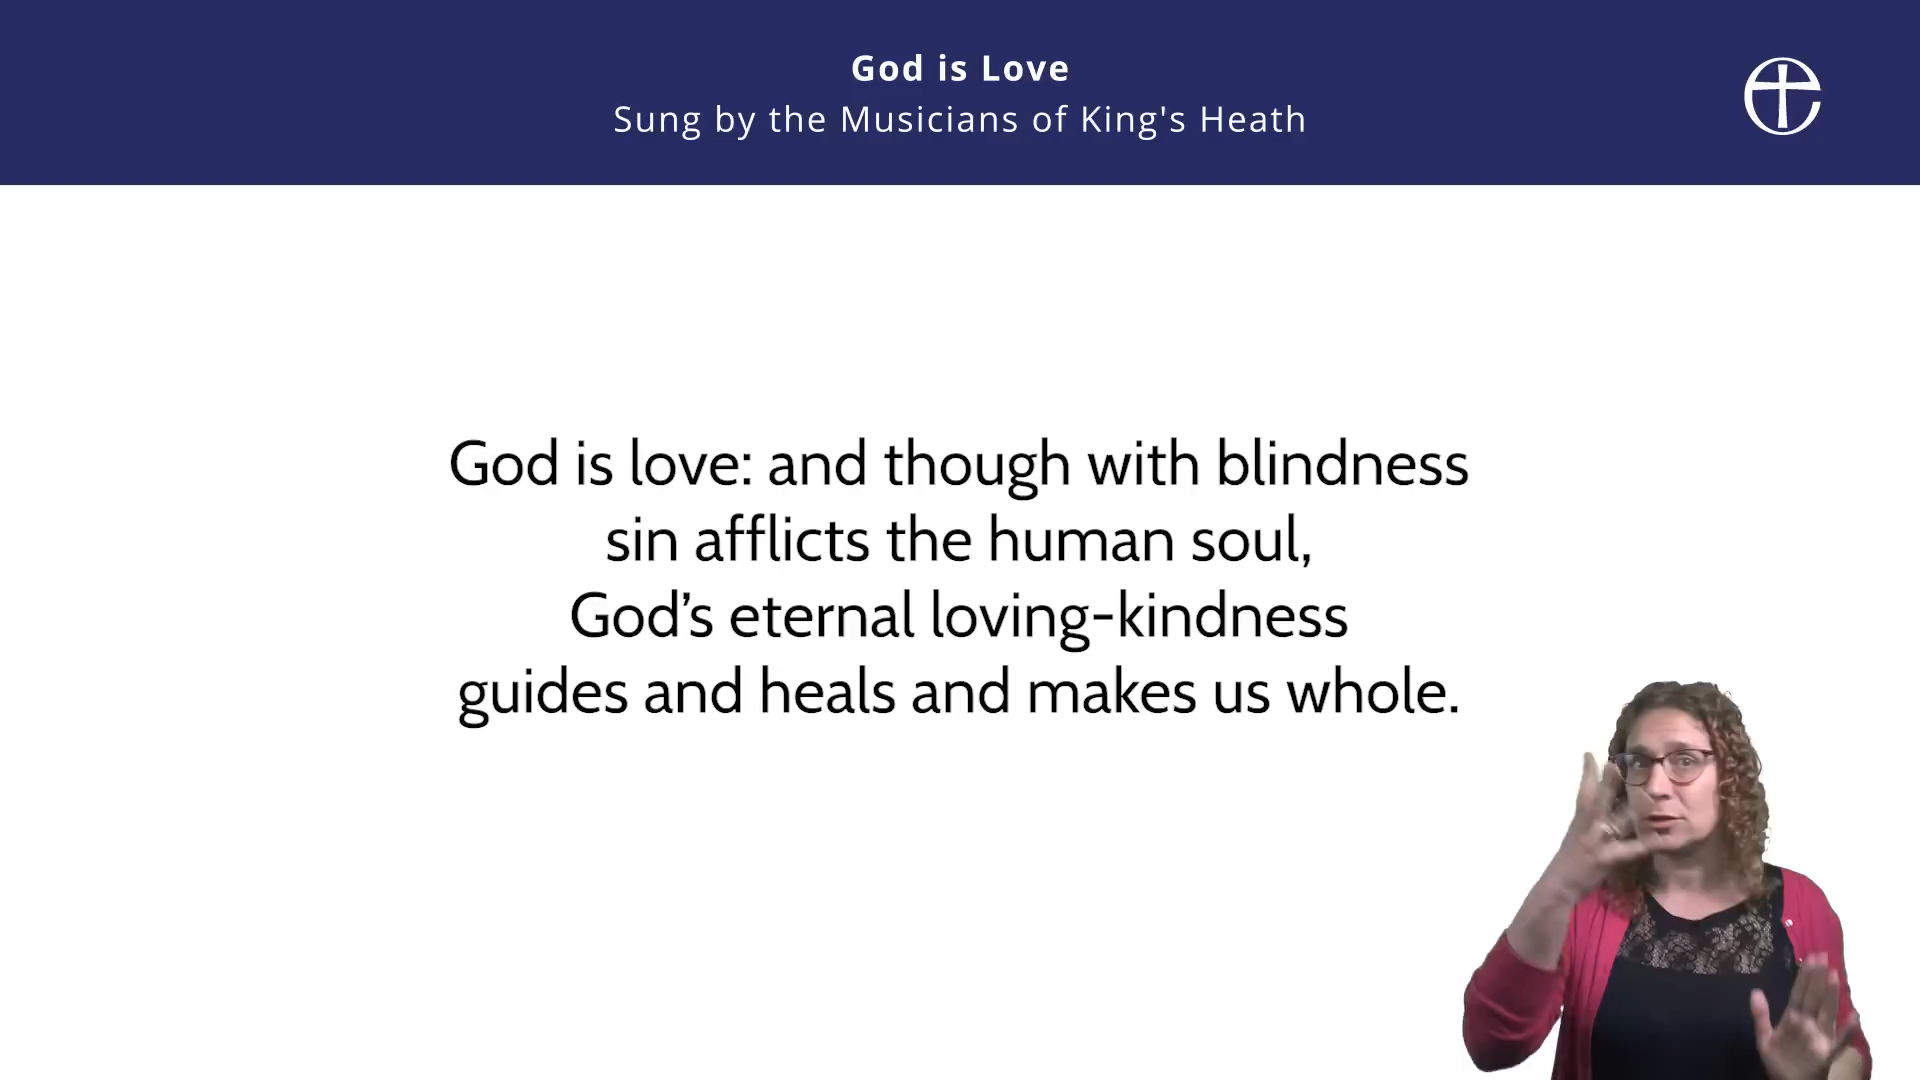 God is Love
Sung by the Musicians of King's Heath
God is love: and though with blindness
sin afflicts the human soul,
God’s eternal loving-kindness
guides and heals and makes us whole.